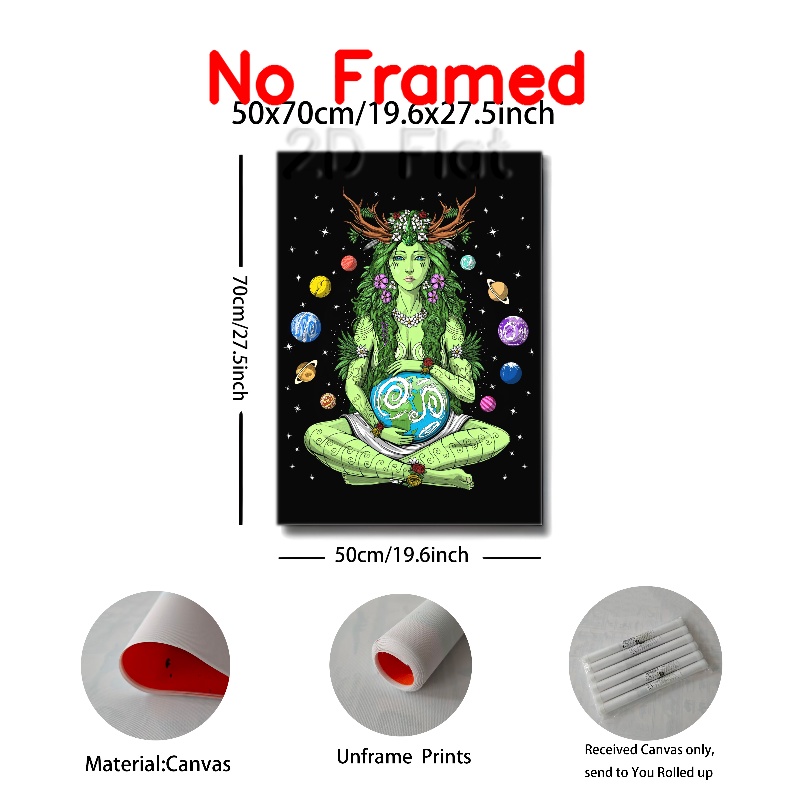 No Framed
50x70cm/19.6x27.5inch
2D Flat
70cm/27.5inch
50cm/19.6inch
Material:Canvas
Unframe Prints
Received Canvas only,
send to You Rolled up